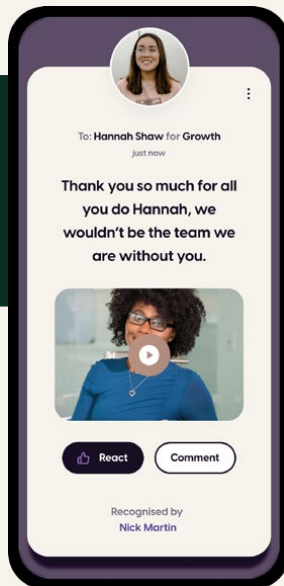 To: Hannah Shaw for Growth
just now
Thank you so much for all
you do Hannah, we
wouldn't be the team we
are without you.
React
Comment
Recognised by
Nick Martin